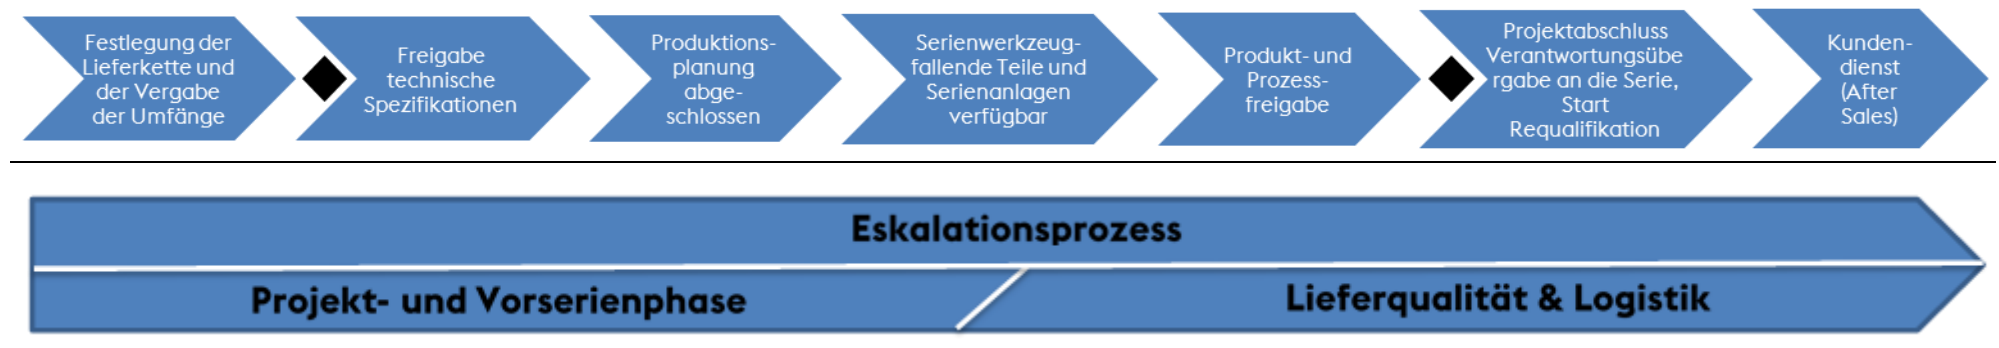 Festlegung der
Lieferkette und
der Vergabe
der Umfänge
Freigabe
technische
Spezifikationen
Produktions-
planung
abge-
schlossen
Serienwerkzeug-
fallende Teile und
Serienanlagen
verfügbar
Produkt- und
Prozess-
freigabe
Projektabschluss
Verantwortungsübe
rgabe an die Serie,
Start
Requalifikation
Kunden-
dienst
(After
Sales)
Eskalationsprozess
Projekt- und Vorserienphase
Lieferqualität & Logistik